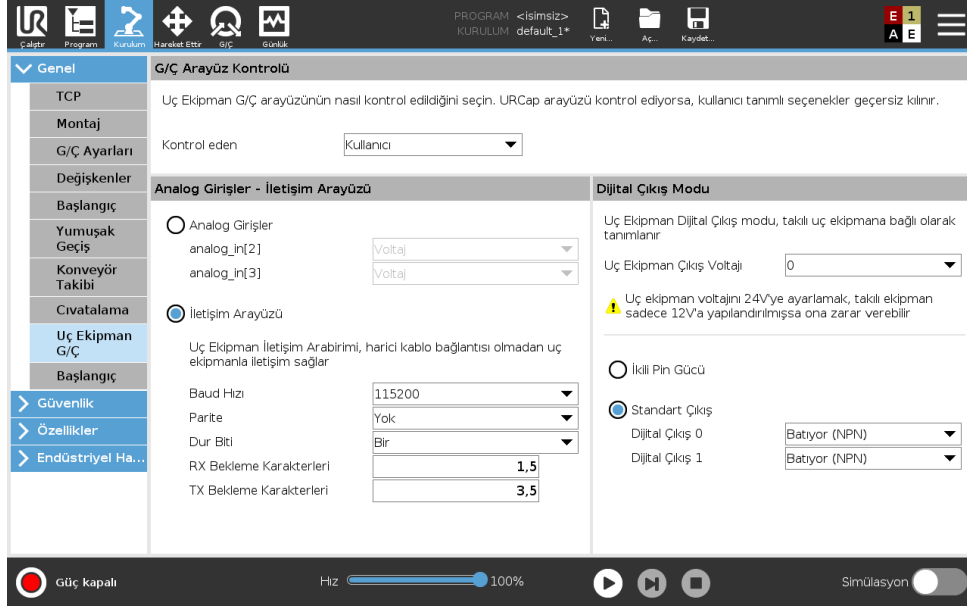 UR
Çalıştır
Program
Kurulum
Hareket Ettir
G/Ç
Günlük
PROGRAM <isimsiz>
KURULUM default_1*
Yeni...
Aç...
Kaydet...
E 1
A E
Genel
TCP
Montaj
G/Ç Ayarları
Değişkenler
Başlangıç
Yumuşak
Geçiş
Konveyör
Takibi
Cıvatalama
Uç Ekipman
G/Ç
Başlangıç
Güvenlik
Özellikler
Endüstriyel Ha...
G/Ç Arayüz Kontrolü
Uç Ekipman G/Ç arayüzünün nasıl kontrol edildiğini seçin. URCap arayüzü kontrol ediyorsa, kullanıcı tanımlı seçenekler geçersiz kılınır.
Kontrol eden Kullanıcı
Analog Girişler - İletişim Arayüzü
Analog Girişler
analog_in[2] Voltaj
analog_in[3] Voltaj
İletişim Arayüzü
Uç Ekipman İletişim Arabirimi, harici kablo bağlantısı olmadan uç
ekipmanla iletişim sağlar
Baud Hızı 115200
Parite Yok
Dur Biti Bir
RX Bekleme Karakterleri 1,5
TX Bekleme Karakterleri 3,5
Dijital Çıkış Modu
Uç Ekipman Dijital Çıkış modu, takılı uç ekipmana bağlı olarak
tanımlanır
Uç Ekipman Çıkış Voltajı 0
Uç ekipman voltajını 24V'ye ayarlamak, takılı ekipman
sadece 12V'a yapılandırılmışsa ona zarar verebilir
İkili Pin Gücü
Standart Çıkış
Dijital Çıkış 0 Batıyor (NPN)
Dijital Çıkış 1 Batıyor (NPN)
Güç kapalı
Hız 100%
Simülasyon